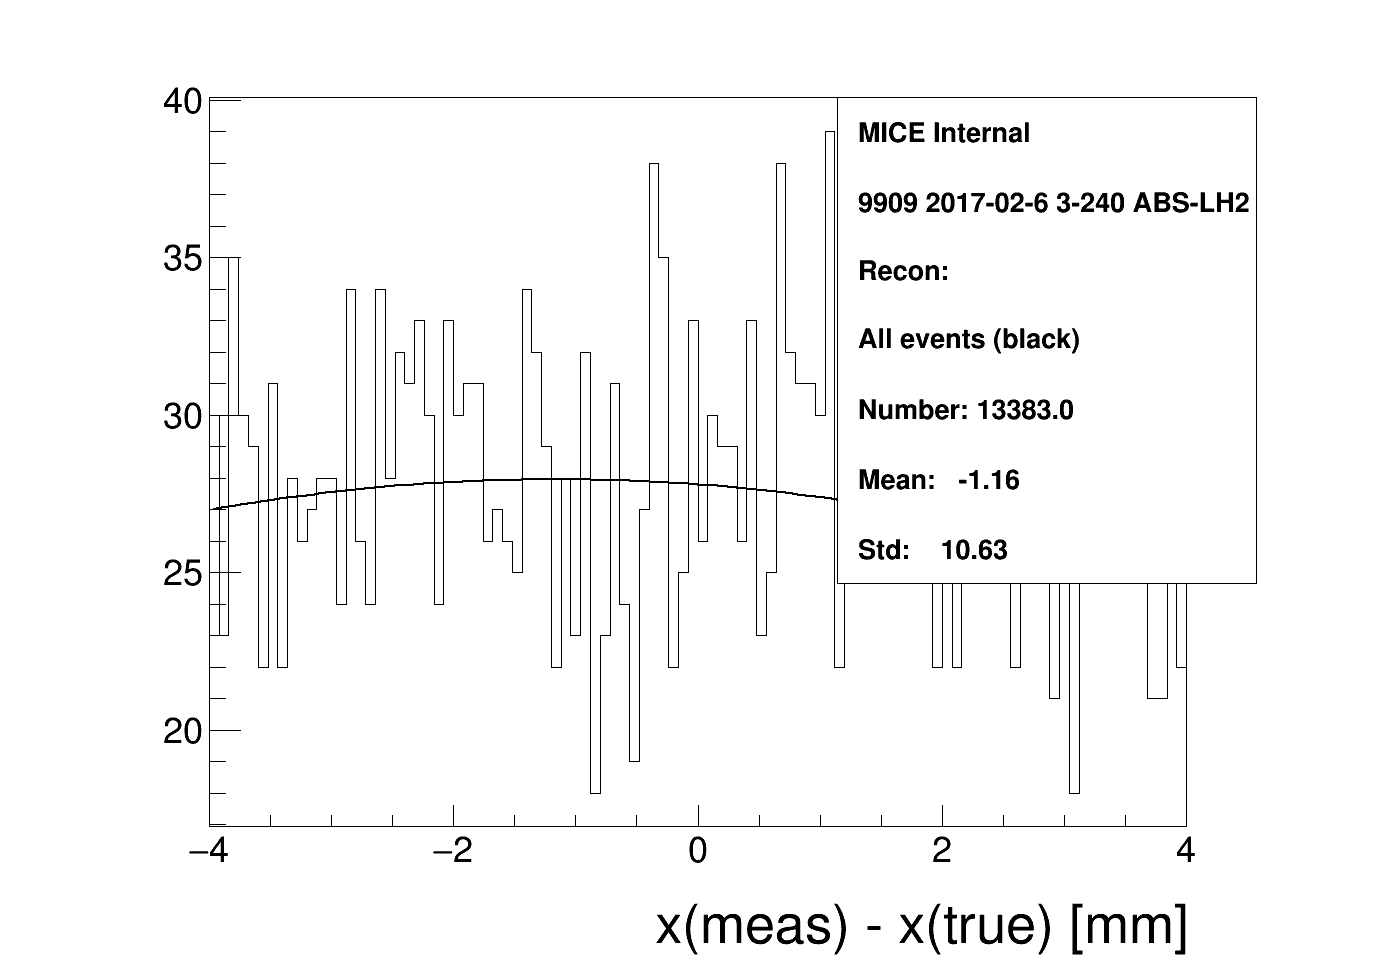 40
35
30
25
20
MICE Internal
9909 2017-02-6 3-240 ABS-LH2
Recon:
All events (black)
Number: 13383.0
Mean: -1.16
Std: 10.63
−4 −2 0 2 4
x(meas) - x(true) [mm]